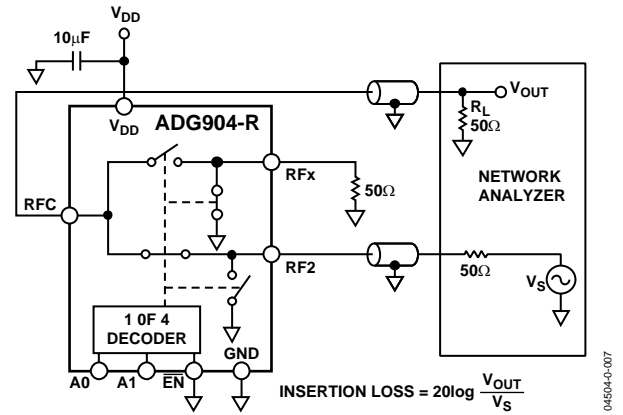 VDD
10µF
VDD
ADG904-R
VOUT
RL
50Ω
NETWORK
ANALYZER
RFC
RFx
50Ω
RF2
50Ω
VS
1 0F 4
DECODER
A0 A1 EN GND
INSERTION LOSS = 20log VOUT
VS
04504-0-007